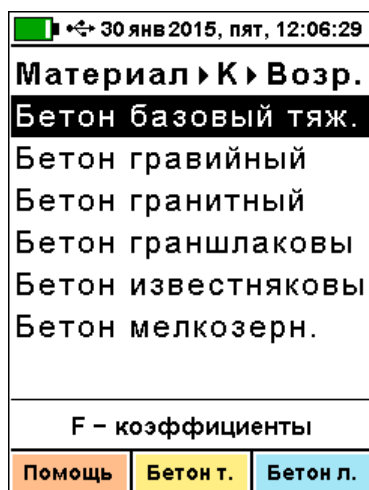 30 янв 2015, пят, 12:06:29
Материал▸К▸Возр.
Бетон базовый тяж.
Бетон гравийный
Бетон гранитный
Бетон граншлаковы
Бетон известняковы
Бетон мелкозерн.
F – коэффициенты
Помощь Бетон т. Бетон л.